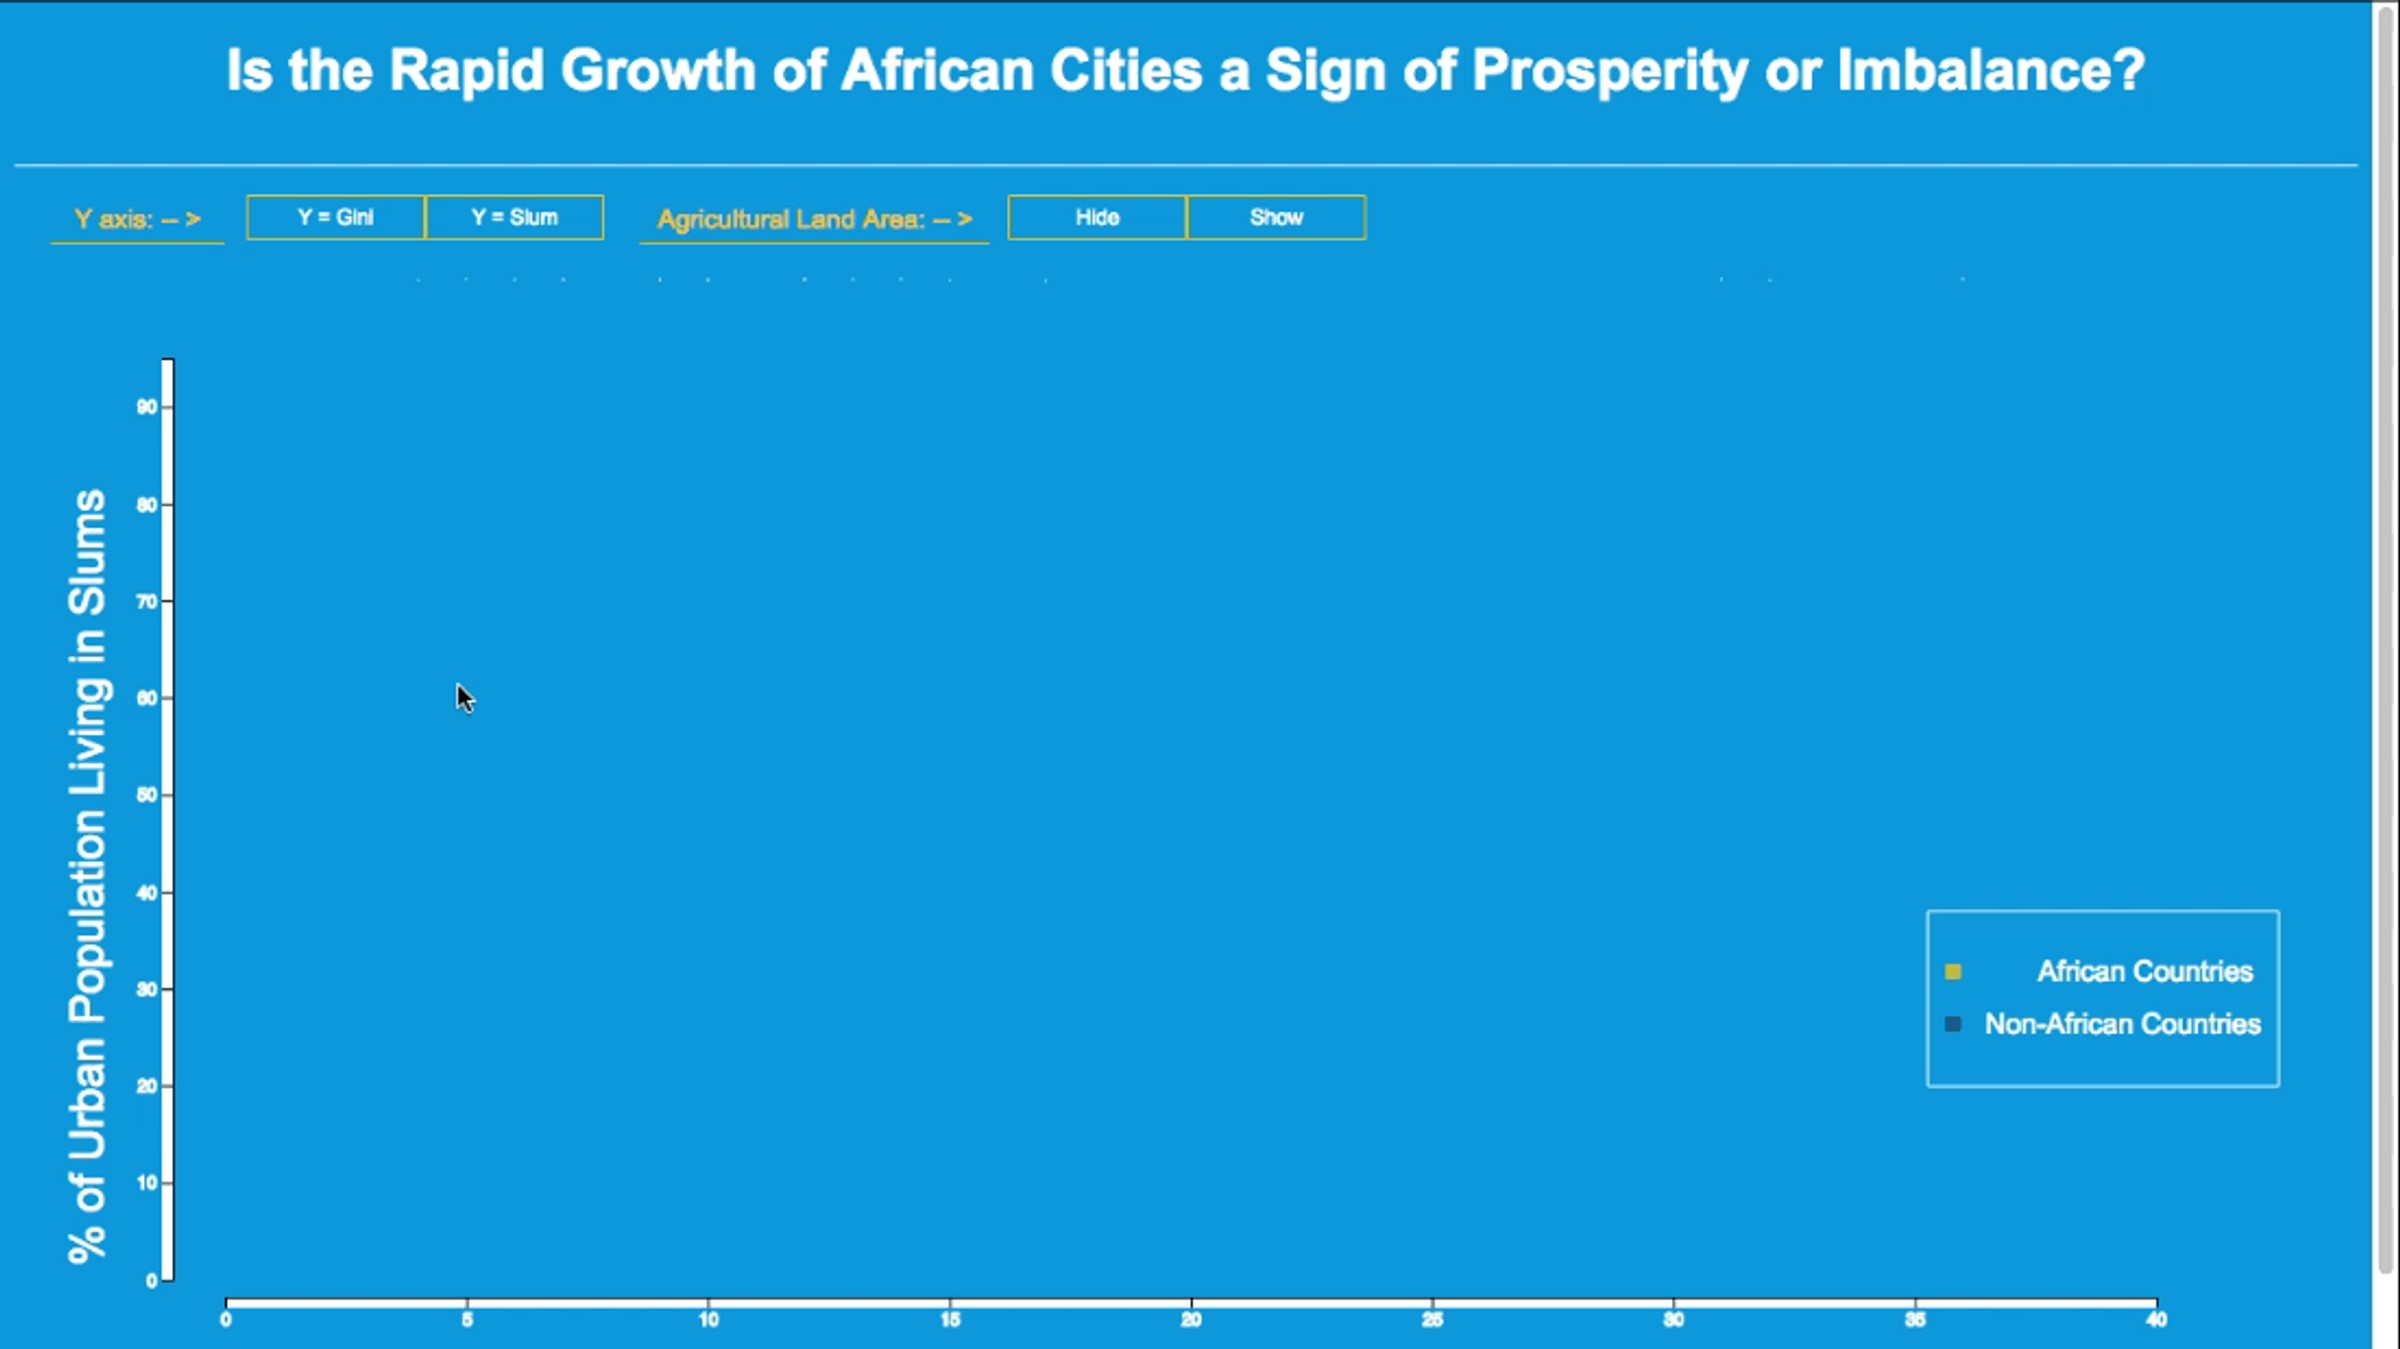 Is the Rapid Growth of African Cities a Sign of Prosperity or Imbalance?
Y axis: -- >
Y = Gini
Y = Slum
Agricultural Land Area: -- >
Hide
Show
% of Urban Population Living in Slums
90
80
70
60
50
40
30
20
10
0
African Countries
Non-African Countries
0 5 10 15 20 25 30 35 40